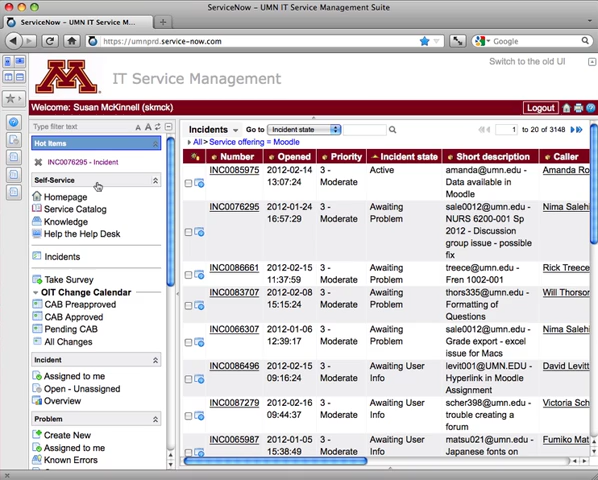 ServiceNow - UMN IT Service Management Suite
ServiceNow - UMN IT Service M...
https://umnprd.service-now.com
Google
M
IT Service Management
Switch to the old UI
Welcome: Susan McKinnell (skmck)
Logout
Type filter text
A A
Hot Items
INC0076295 - Incident
Self-Service
Homepage
Service Catalog
Knowledge
Help the Help Desk
Incidents
Take Survey
OIT Change Calendar
CAB Preapproved
CAB Approved
Pending CAB
All Changes
Incident
Assigned to me
Open - Unassigned
Overview
Problem
Create New
Assigned to me
Known Errors
Incidents
Go to
Incident state
1 to 20 of 3148
All>Service offering = Moodle
Number Opened Priority Incident state Short description Caller
INC0085975 2012-02-14 13:07:24 3 - Moderate Active amanda@umn.edu - Data available in Moodle Amanda Ro
INC0076295 2012-01-24 16:57:29 3 - Moderate Awaiting Problem sale0012@umn.edu - NURS 6200-001 Sp 2012 - Discussion group issue - possible fix Nima Salehi
INC0086661 2012-02-15 11:37:59 3 - Moderate Awaiting Problem treece@umn.edu - Fren 1002-001 Rick Treece
INC0083707 2012-02-08 15:15:24 3 - Moderate Awaiting Problem thors335@umn.edu - Formatting of Questions Will Thorson
INC0066307 2012-01-06 12:39:17 3 - Moderate Awaiting Problem sale0012@umn.edu - Grade export - excel issue for Macs Nima Salehi
INC0086496 2012-02-15 09:16:24 3 - Moderate Awaiting User Info levit001@UMN.EDU - Hyperlink in Moodle Assignment David Levitt
INC0087279 2012-02-16 09:44:37 3 - Moderate Awaiting User Info scher398@umn.edu - trouble creating a forum Victoria Sch
INC0065987 2012-01-05 15:38:49 3 - Moderate Awaiting User Info matsu021@umn.edu - Japanese fonts on Fumiko Mat